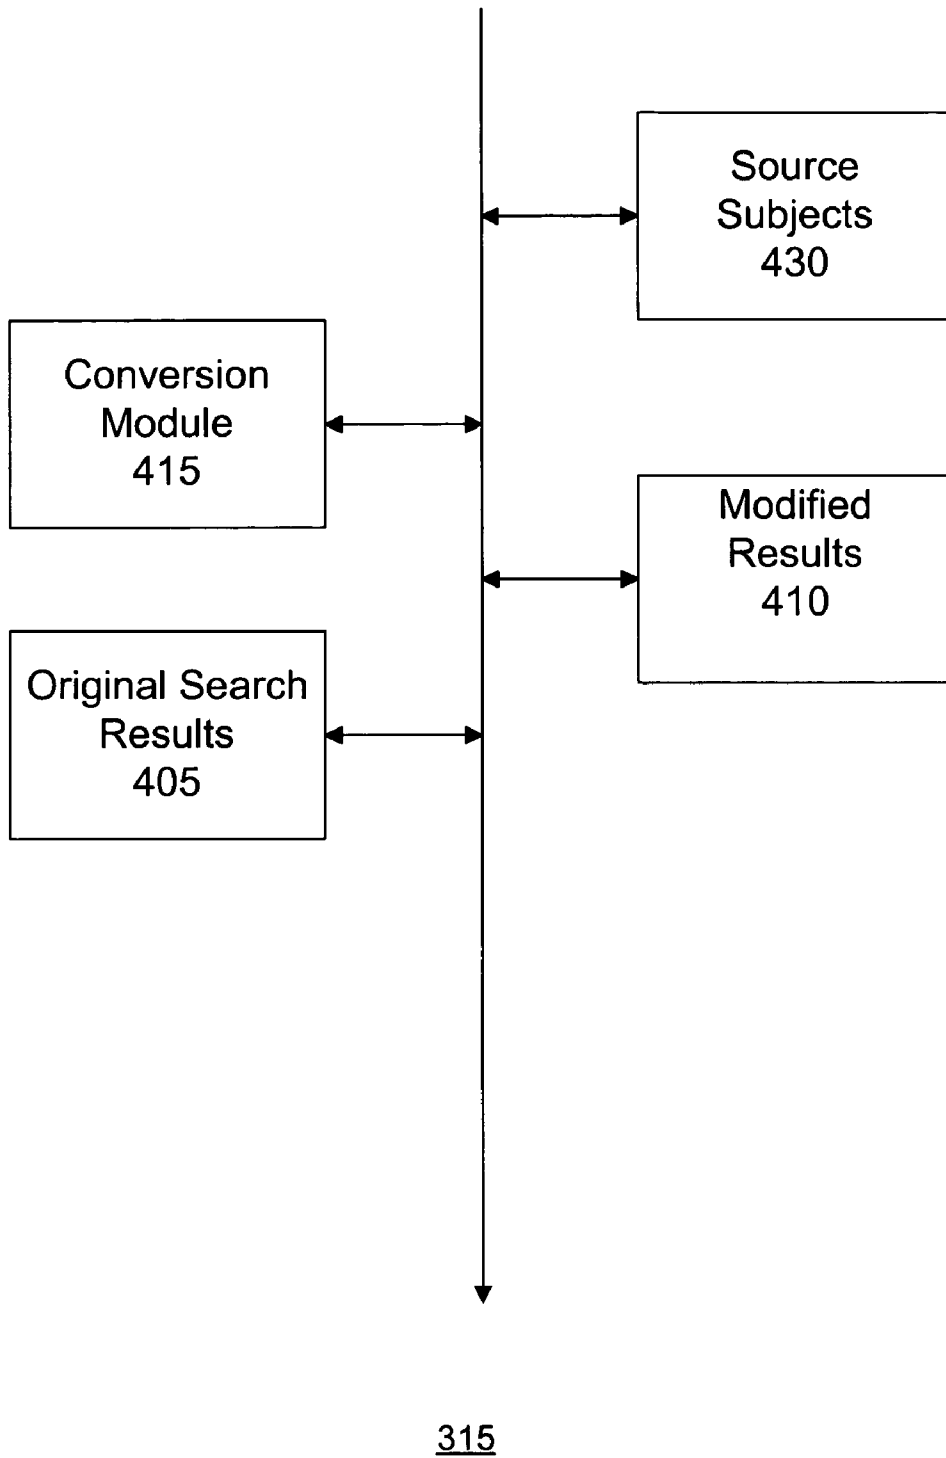 Source
Subjects
430
Conversion
Module
415
Modified
Results
410
Original Search
Results
405
315